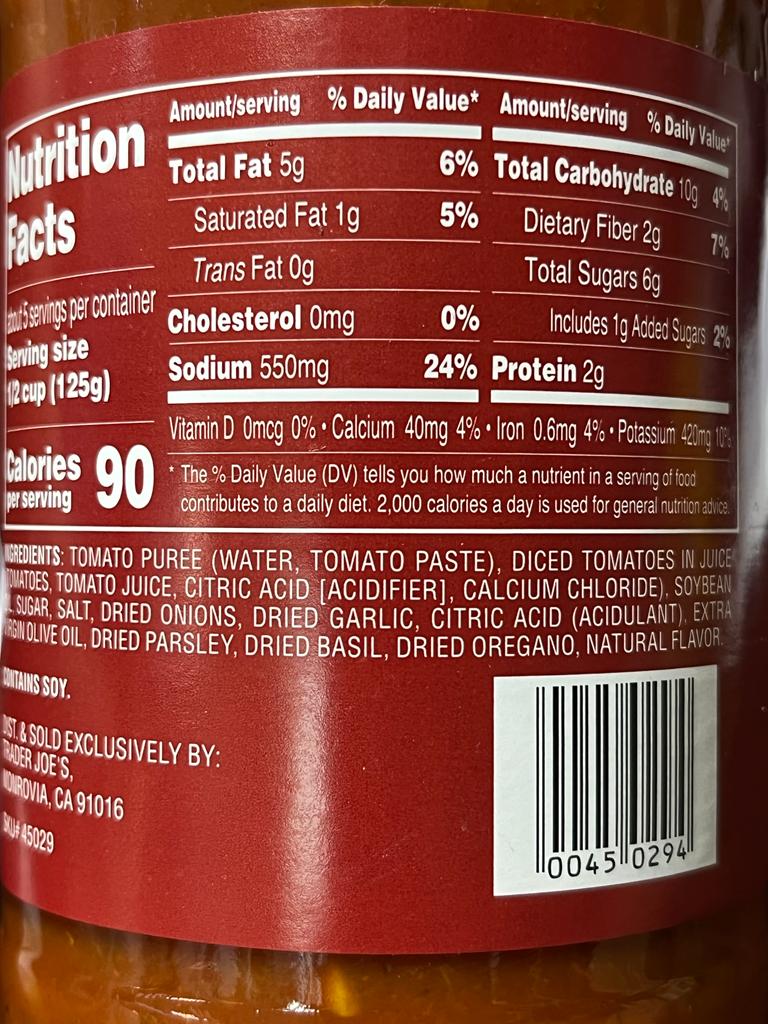 Nutrition
Facts
about 5 servings per container
Serving size
1/2 cup (125g)
Calories 90
per serving
Amount/serving % Daily Value*
Total Fat 5g 6%
Saturated Fat 1g 5%
Trans Fat 0g
Cholesterol 0mg 0%
Sodium 550mg 24%
Amount/serving % Daily Value*
Total Carbohydrate 10g 4%
Dietary Fiber 2g 7%
Total Sugars 6g
Includes 1g Added Sugars 2%
Protein 2g
Vitamin D 0mcg 0% • Calcium 40mg 4% • Iron 0.6mg 4% • Potassium 420mg 10%
* The % Daily Value (DV) tells you how much a nutrient in a serving of food
contributes to a daily diet. 2,000 calories a day is used for general nutrition advice.
INGREDIENTS: TOMATO PUREE (WATER, TOMATO PASTE), DICED TOMATOES IN JUICE
TOMATOES, TOMATO JUICE, CITRIC ACID [ACIDIFIER], CALCIUM CHLORIDE), SOYBEAN
SUGAR, SALT, DRIED ONIONS, DRIED GARLIC, CITRIC ACID (ACIDULANT), EXTRA
VIRGIN OLIVE OIL, DRIED PARSLEY, DRIED BASIL, DRIED OREGANO, NATURAL FLAVOR.
CONTAINS SOY.
DIST. & SOLD EXCLUSIVELY BY:
TRADER JOE'S,
MONROVIA, CA 91016
SKU# 45029
0045 0294